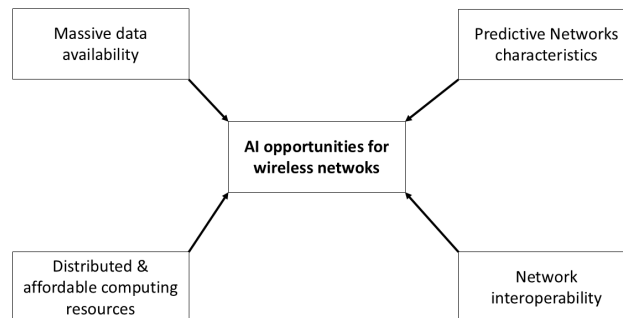 Massive data
availability
Predictive Networks
characteristics
AI opportunities for
wireless netwoks
Distributed &
affordable computing
resources
Network
interoperability